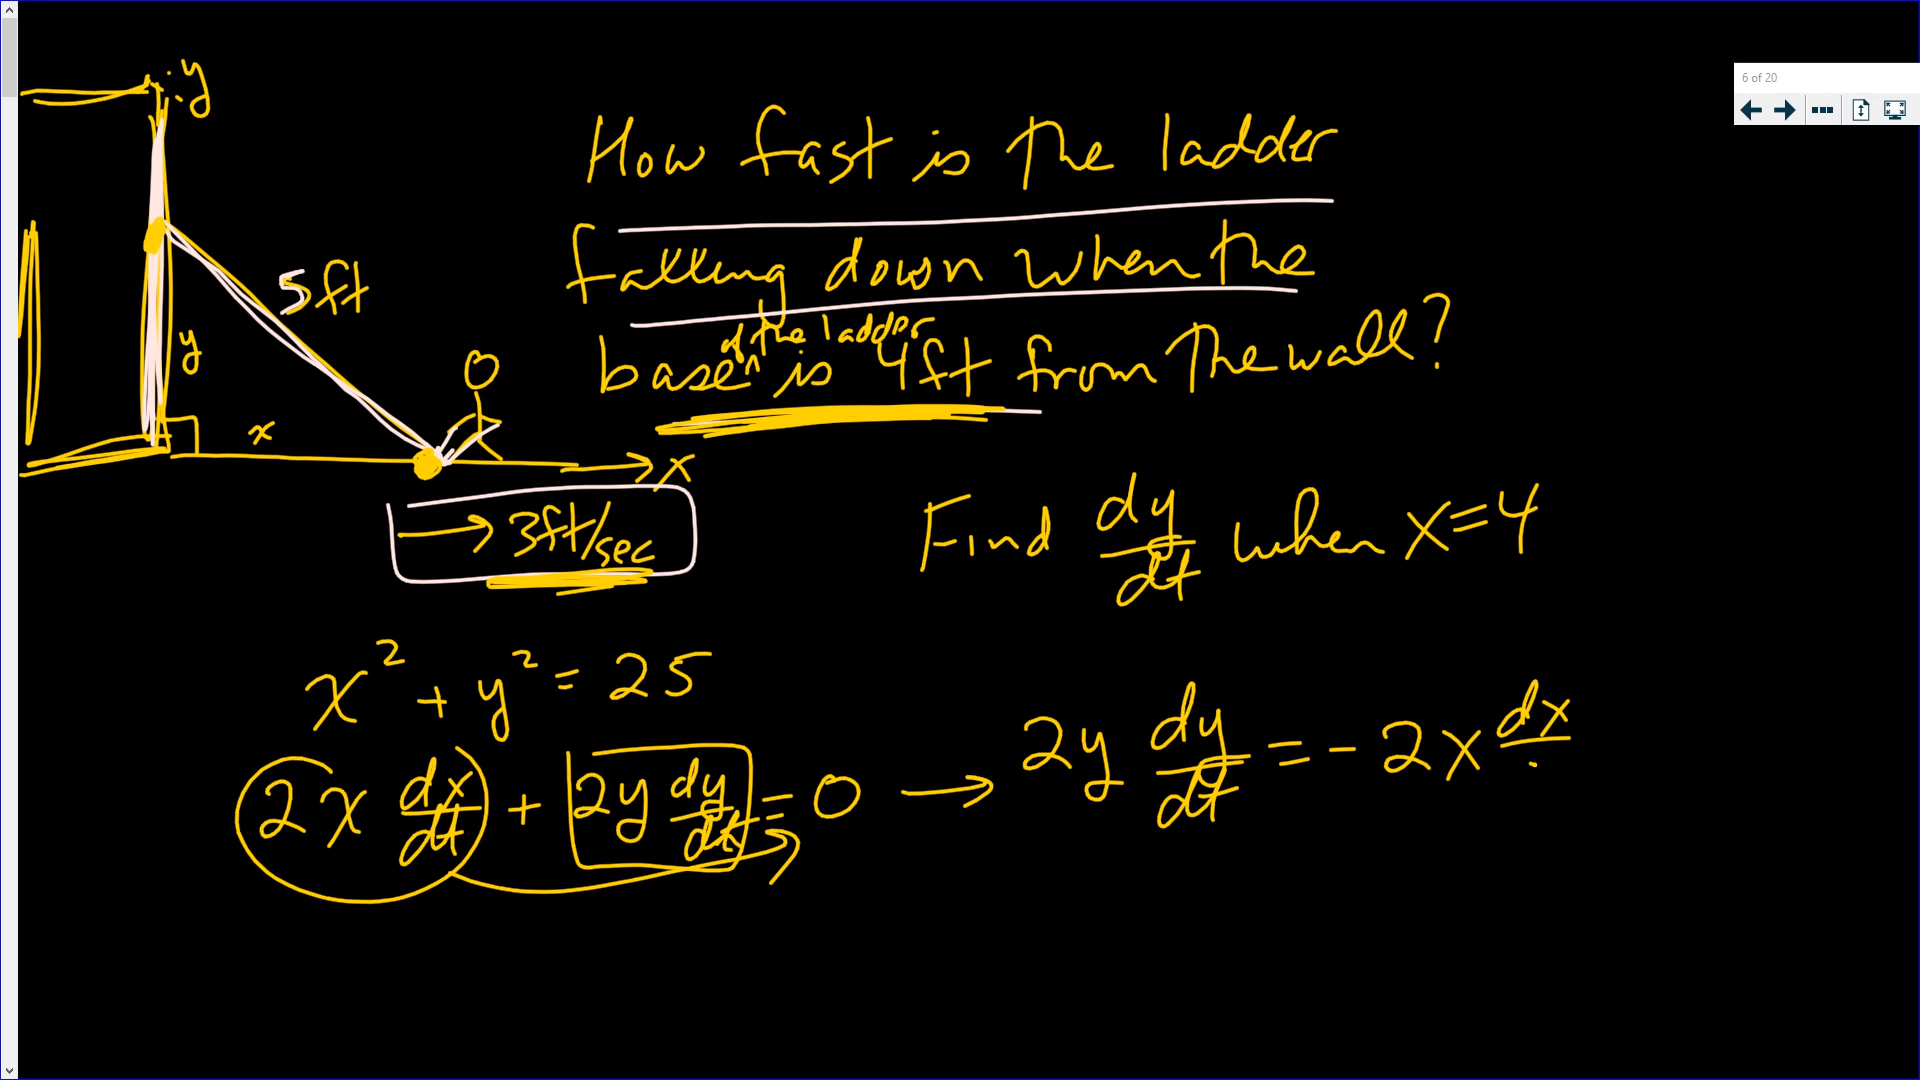 6 of 20
y
How fast is the ladder
falling down when the
of the ladder
base ^ is 4ft from the wall?
5ft
y
x
x
→ 3ft/sec
Find dy/dt when x=4
x² + y² = 25
2x dx/dt + 2y dy/dt = 0 → 2y dy/dt = - 2x dx